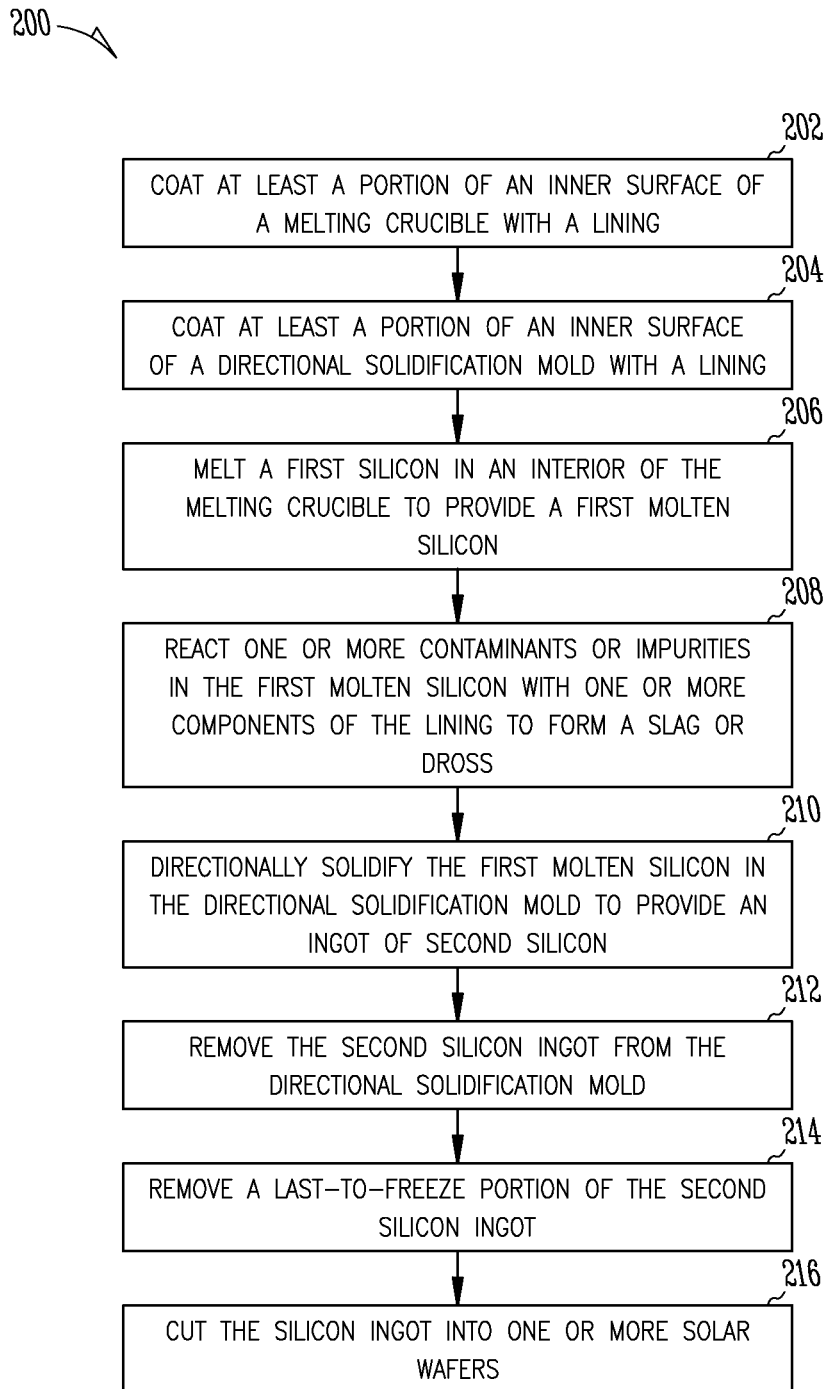 200
202
COAT AT LEAST A PORTION OF AN INNER SURFACE OF
A MELTING CRUCIBLE WITH A LINING
204
COAT AT LEAST A PORTION OF AN INNER SURFACE
OF A DIRECTIONAL SOLIDIFICATION MOLD WITH A LINING
206
MELT A FIRST SILICON IN AN INTERIOR OF THE
MELTING CRUCIBLE TO PROVIDE A FIRST MOLTEN
SILICON
208
REACT ONE OR MORE CONTAMINANTS OR IMPURITIES
IN THE FIRST MOLTEN SILICON WITH ONE OR MORE
COMPONENTS OF THE LINING TO FORM A SLAG OR
DROSS
210
DIRECTIONALLY SOLIDIFY THE FIRST MOLTEN SILICON IN
THE DIRECTIONAL SOLIDIFICATION MOLD TO PROVIDE AN
INGOT OF SECOND SILICON
212
REMOVE THE SECOND SILICON INGOT FROM THE
DIRECTIONAL SOLIDIFICATION MOLD
214
REMOVE A LAST-TO-FREEZE PORTION OF THE SECOND
SILICON INGOT
216
CUT THE SILICON INGOT INTO ONE OR MORE SOLAR
WAFERS